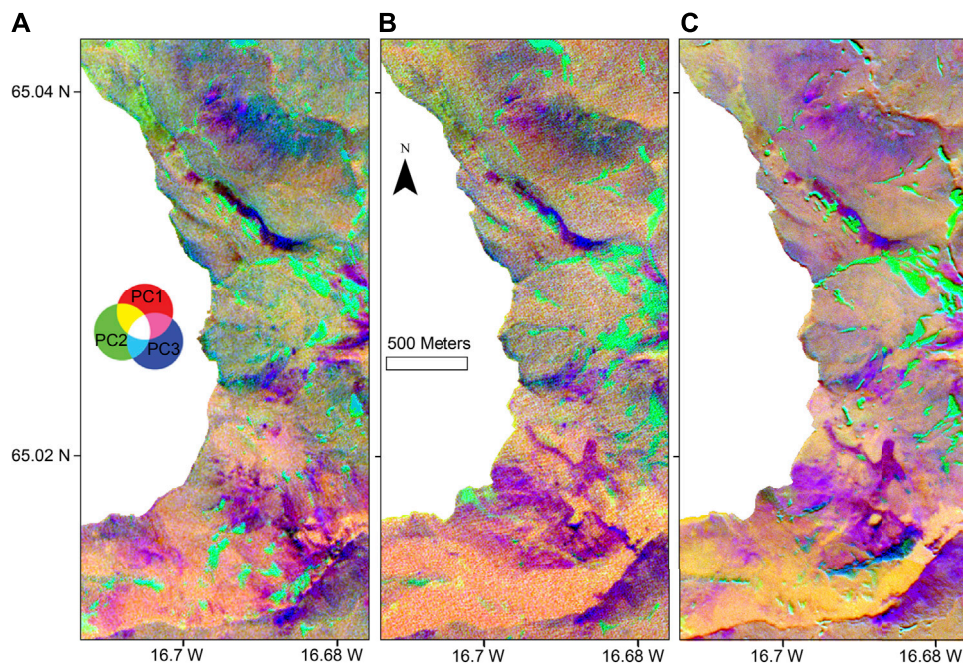 A
B
C
65.04 N
N
PC1
PC2
PC3
500 Meters
65.02 N
16.7 W
16.68 W
16.7 W
16.68 W
16.7 W
16.68 W